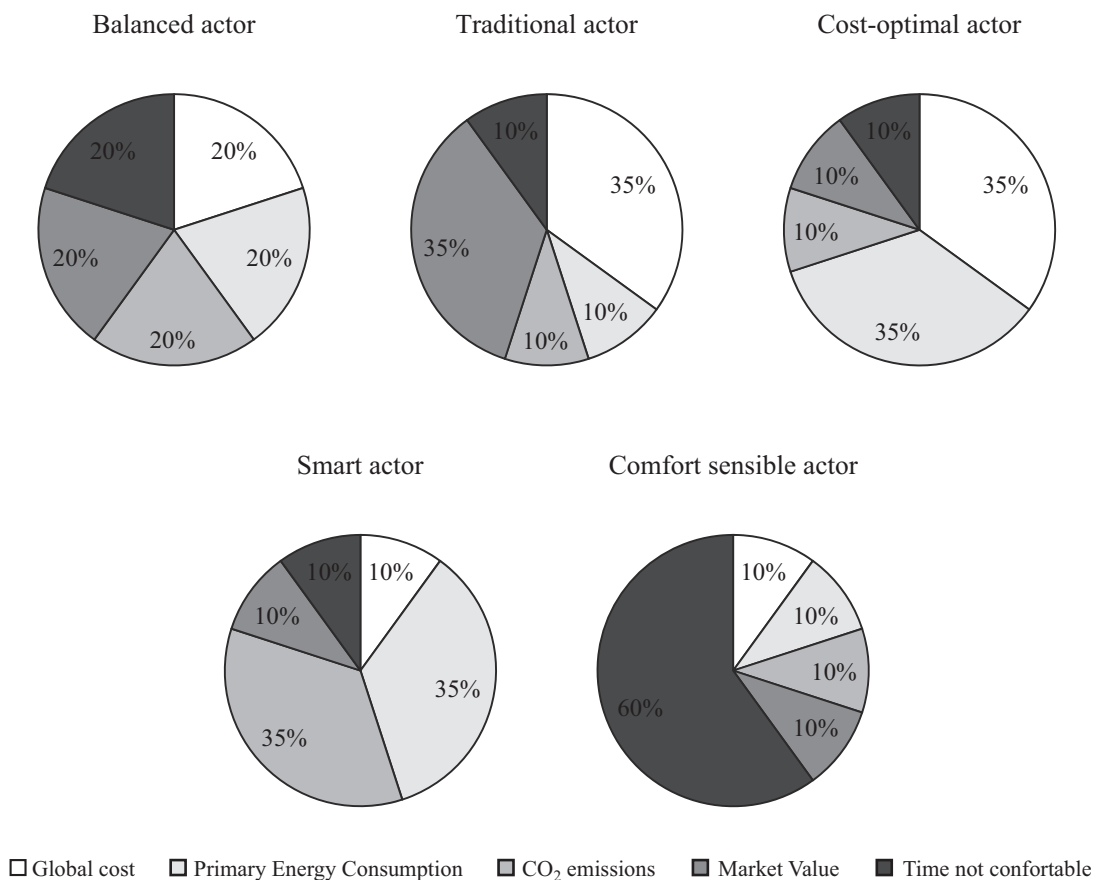 Balanced actor
Traditional actor
Cost-optimal actor
20%
20%
20%
20%
20%
10%
35%
35%
10%
10%
10%
35%
10%
10%
35%
Smart actor
Comfort sensible actor
10%
10%
10%
35%
35%
10%
10%
10%
10%
60%
Global cost
Primary Energy Consumption
CO₂ emissions
Market Value
Time not confortable